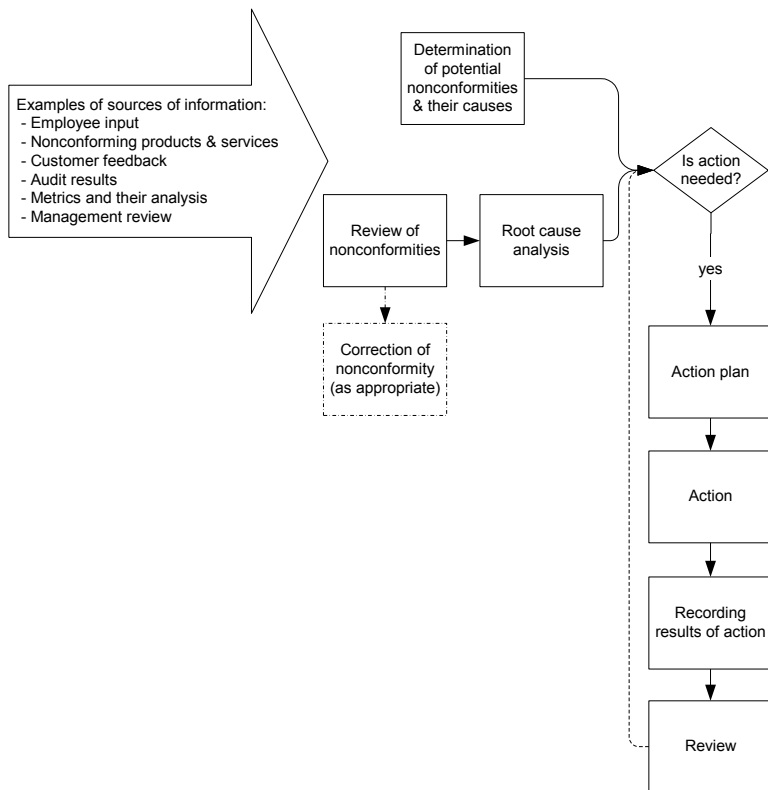 Examples of sources of information:
- Employee input
- Nonconforming products & services
- Customer feedback
- Audit results
- Metrics and their analysis
- Management review
Determination
of potential
nonconformities
& their causes
Is action
needed?
Review of
nonconformities
Root cause
analysis
yes
Correction of
nonconformity
(as appropriate)
Action plan
Action
Recording
results of action
Review